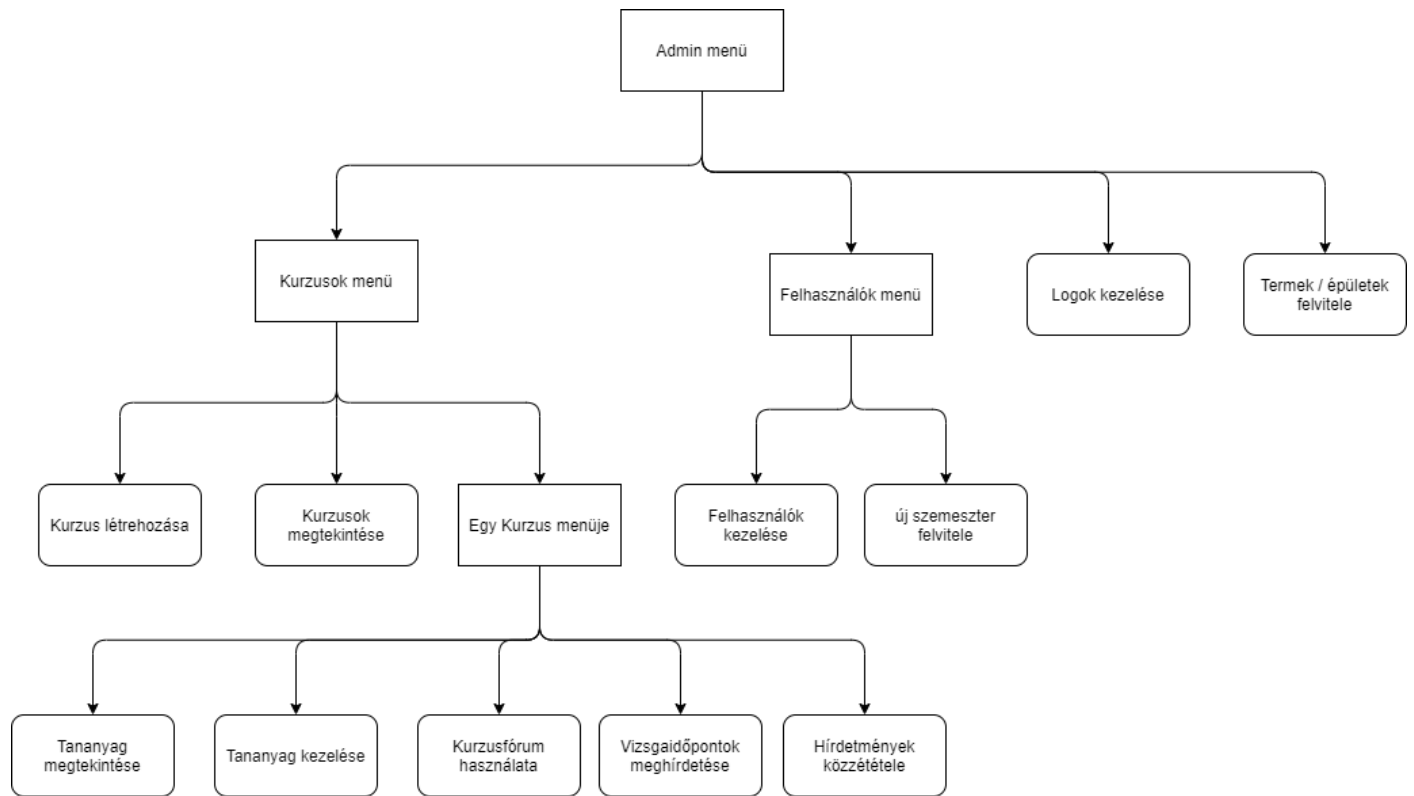 Admin menü
Kurzusok menü
Felhasználók menü
Logok kezelése
Termek / épületek
felvitele
Kurzus létrehozása
Kurzusok
megtekintése
Egy Kurzus menüje
Felhasználók
kezelése
új szemeszter
felvitele
Tananyag
megtekintése
Tananyag kezelése
Kurzusfórum
használata
Vizsgaidőpontok
meghírdetése
Hírdetmények
közzététele